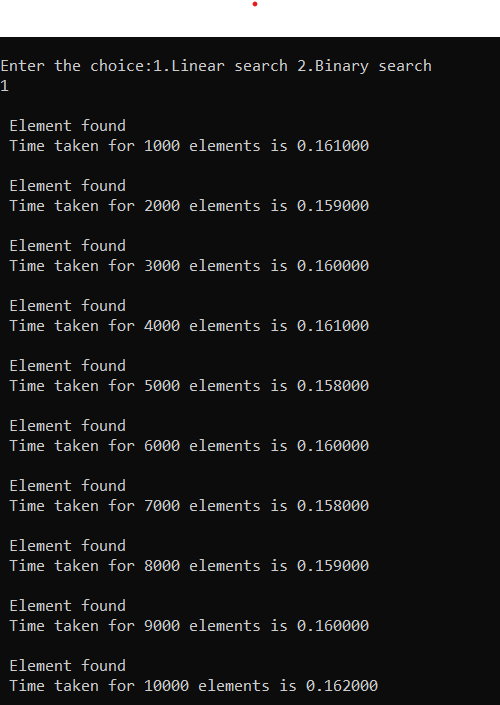 Enter the choice:1.Linear search 2.Binary search
1
Element found
Time taken for 1000 elements is 0.161000
Element found
Time taken for 2000 elements is 0.159000
Element found
Time taken for 3000 elements is 0.160000
Element found
Time taken for 4000 elements is 0.161000
Element found
Time taken for 5000 elements is 0.158000
Element found
Time taken for 6000 elements is 0.160000
Element found
Time taken for 7000 elements is 0.158000
Element found
Time taken for 8000 elements is 0.159000
Element found
Time taken for 9000 elements is 0.160000
Element found
Time taken for 10000 elements is 0.162000